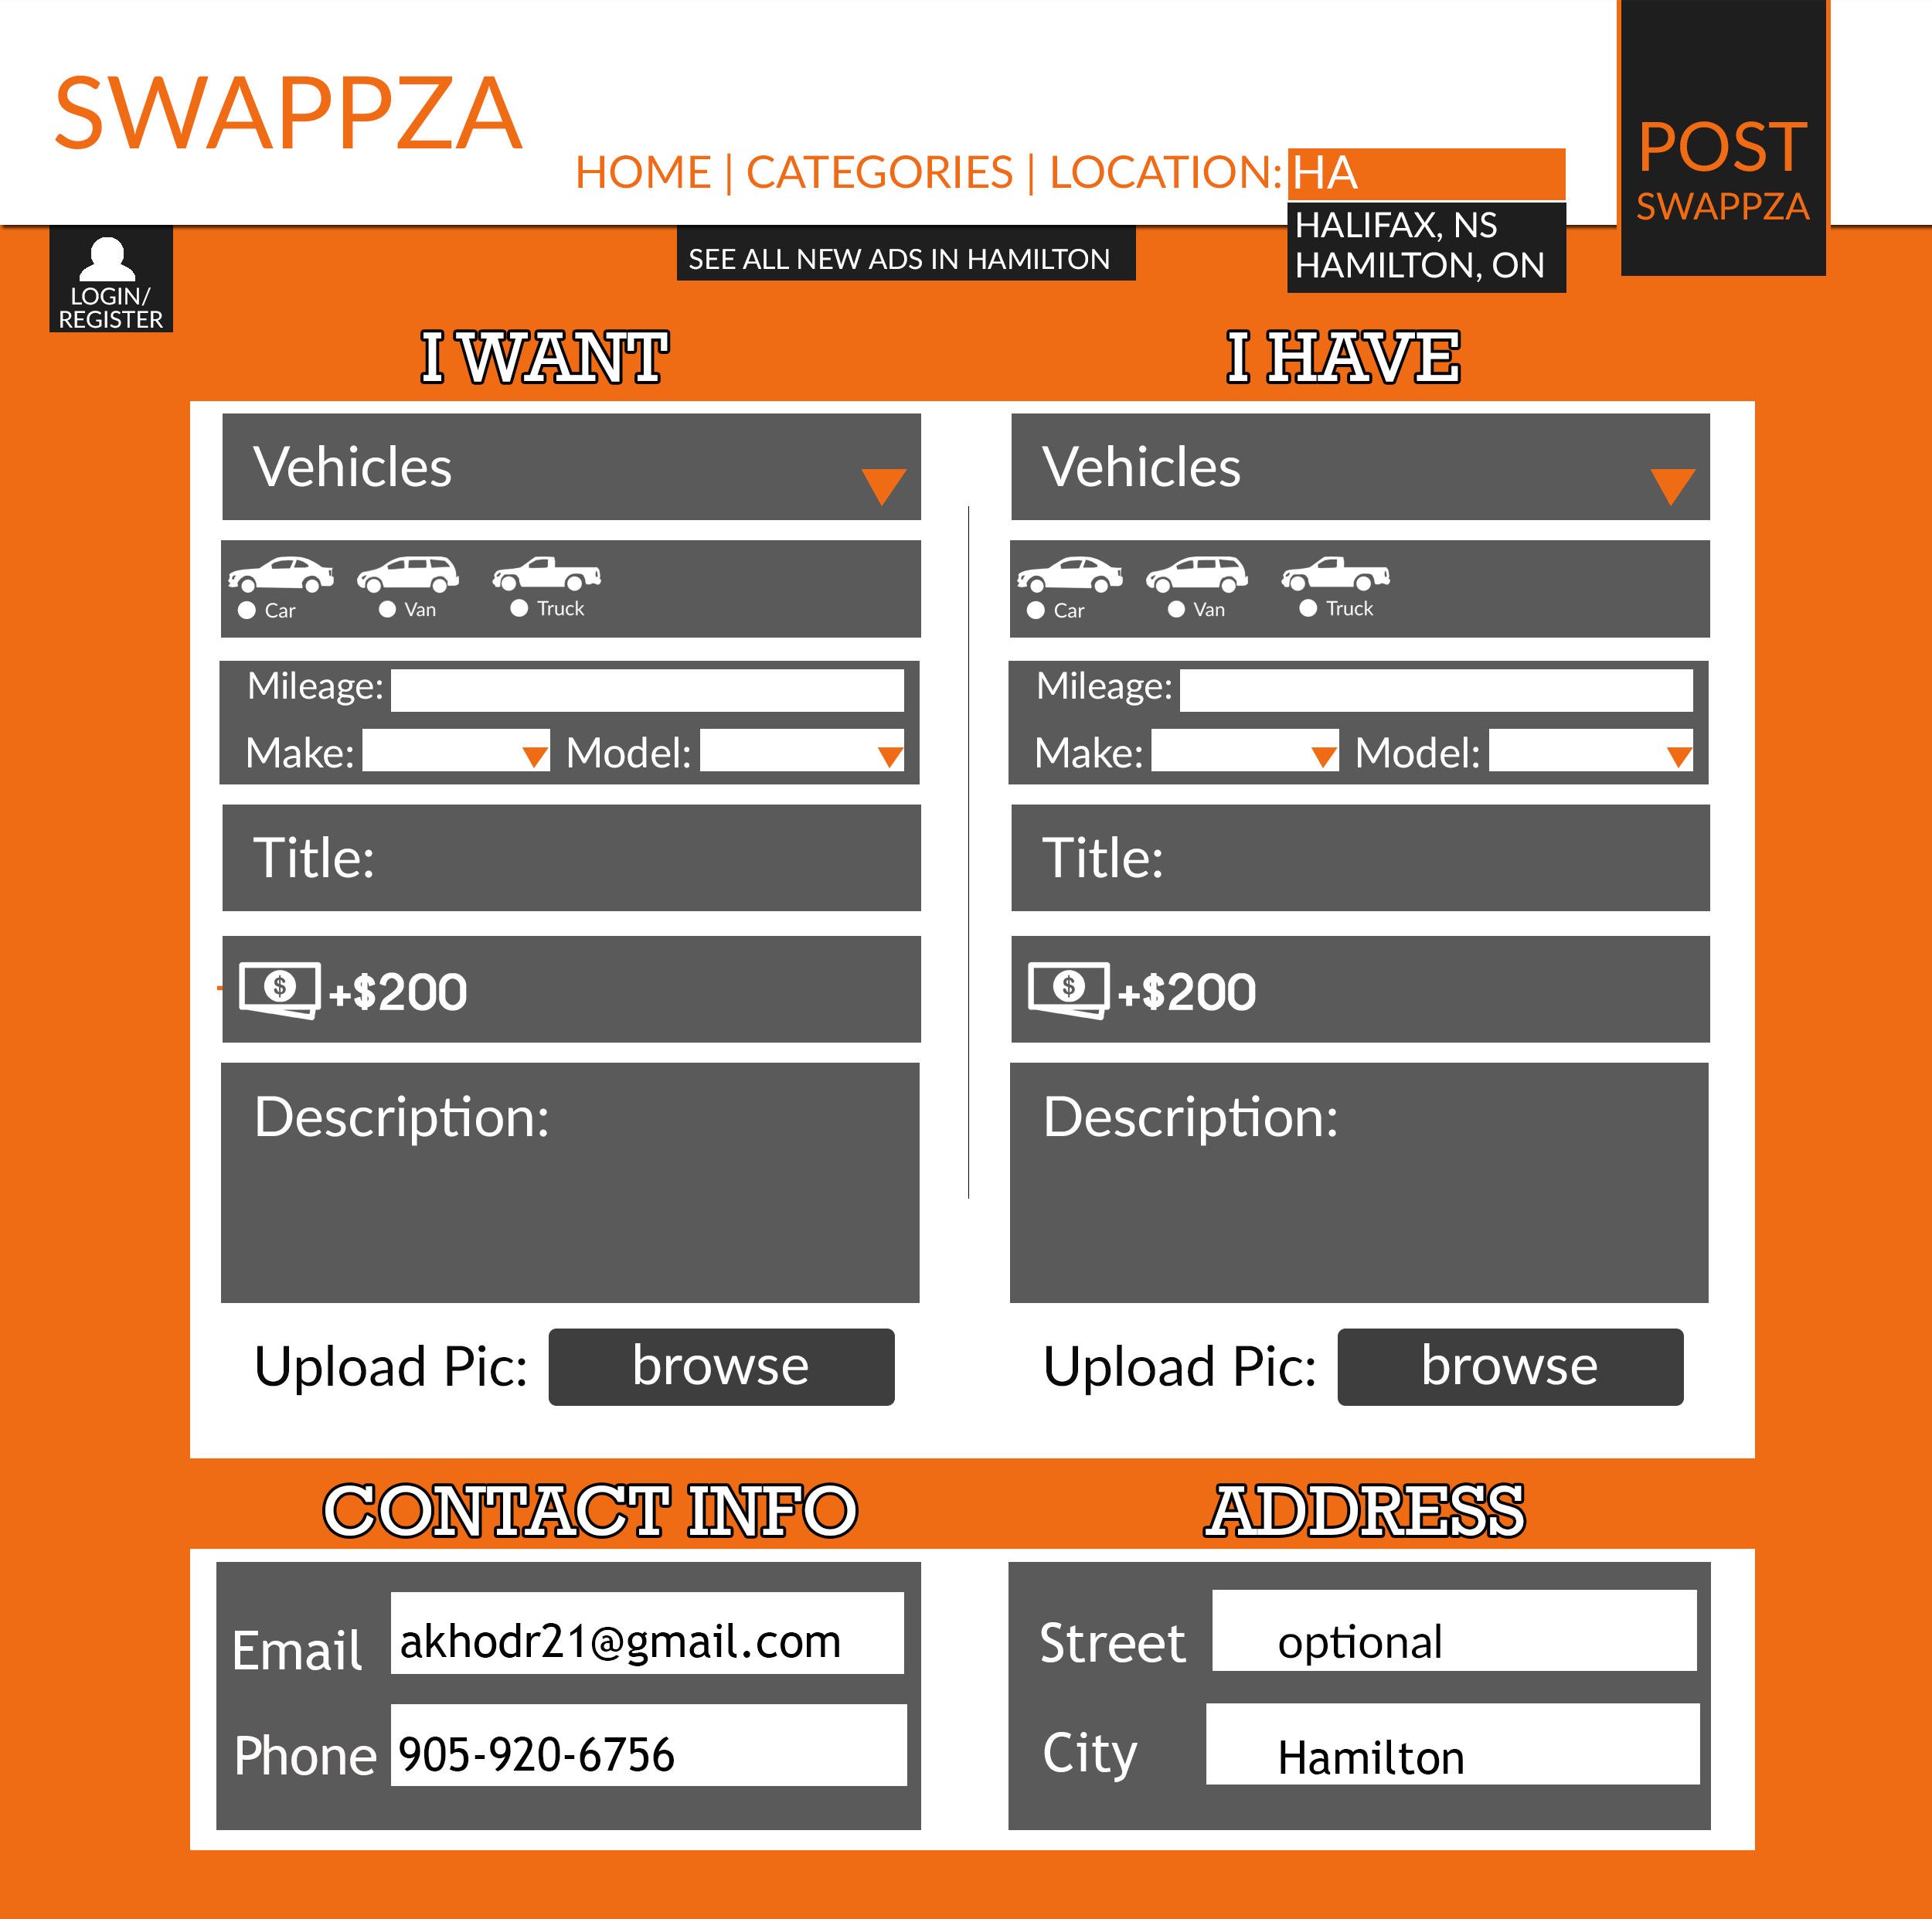 SWAPPZA
HOME | CATEGORIES | LOCATION: HA
POST
SWAPPZA
HALIFAX, NS
HAMILTON, ON
SEE ALL NEW ADS IN HAMILTON
LOGIN/
REGISTER
I WANT
Vehicles
Car Van Truck
Mileage:
Make: Model:
Title:
$ +$200
Description:
Upload Pic: browse
I HAVE
Vehicles
Car Van Truck
Mileage:
Make: Model:
Title:
$ +$200
Description:
Upload Pic: browse
CONTACT INFO
Email akhodr21@gmail.com
Phone 905-920-6756
ADDRESS
Street optional
City Hamilton